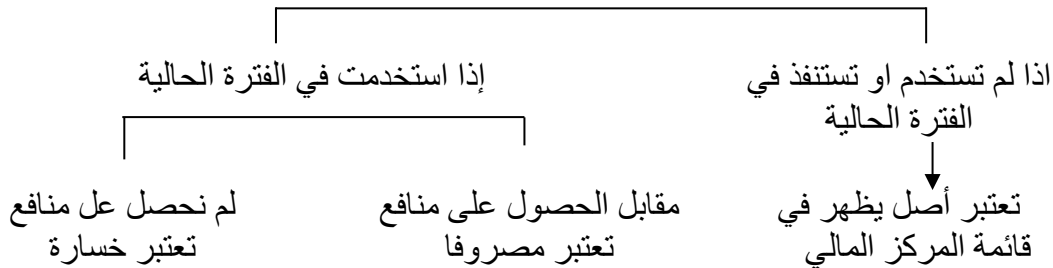 اذا لم تستخدم او تستنفذ في
الفترة الحالية
إذا استخدمت في الفترة الحالية
تعتبر أصل يظهر في
قائمة المركز المالي
مقابل الحصول على منافع
تعتبر مصروفا
لم نحصل عل منافع
تعتبر خسارة